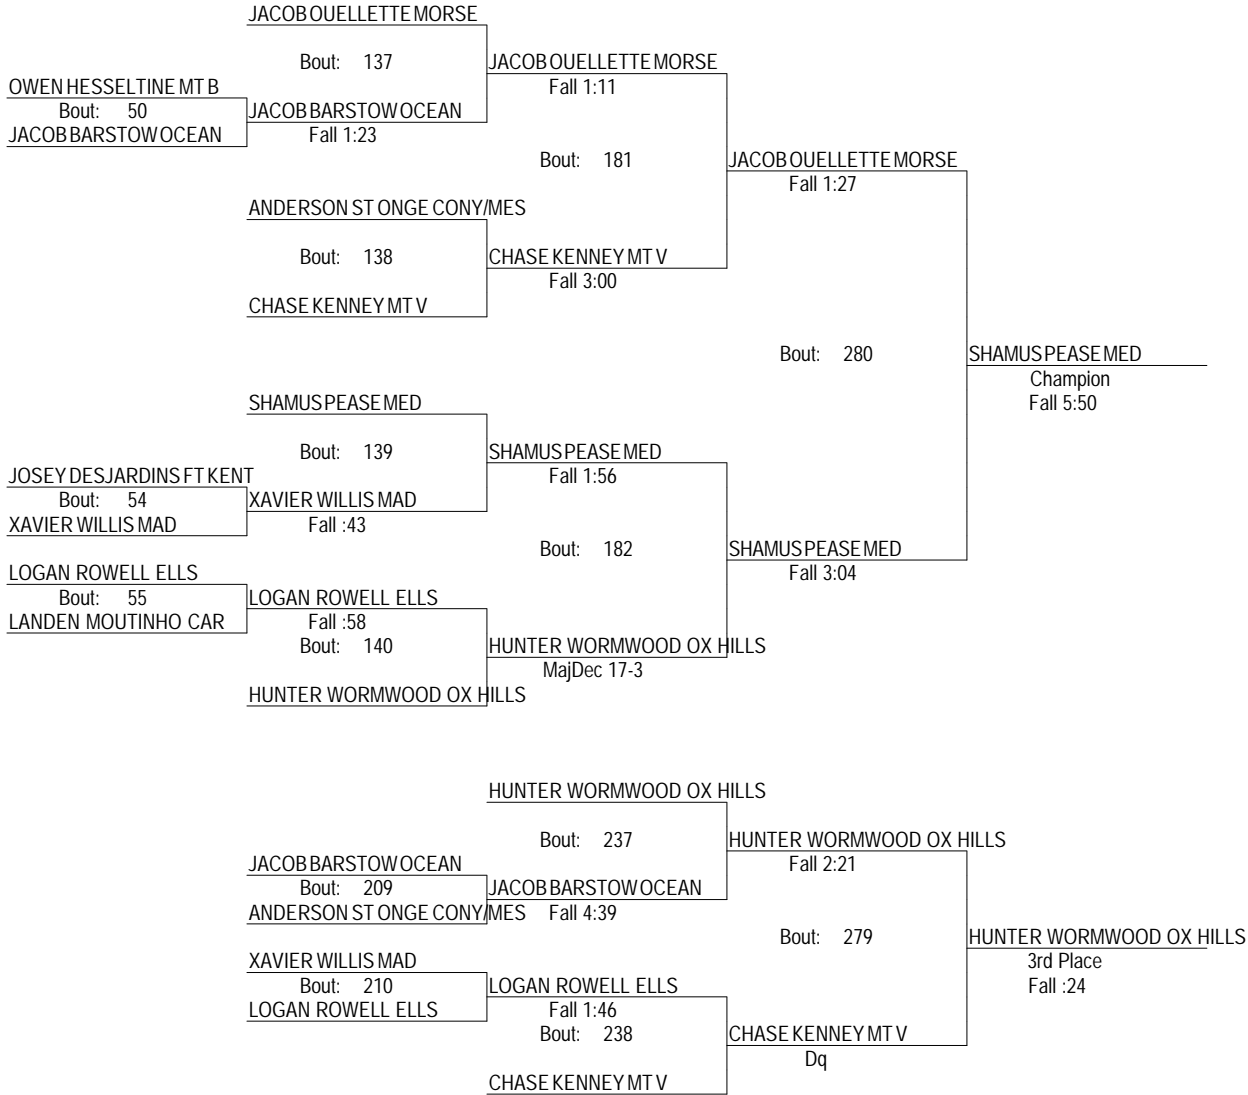 JACOB OUELLETTE MORSE
Bout: 137
JACOB OUELLETTE MORSE
Fall 1:11
OWEN HESSELTINE MT B
Bout: 50
JACOB BARSTOW OCEAN
JACOB BARSTOW OCEAN
Fall 1:23
Bout: 181
JACOB OUELLETTE MORSE
Fall 1:27
ANDERSON ST ONGE CONY/MES
Bout: 138
CHASE KENNEY MT V
Fall 3:00
CHASE KENNEY MT V
Bout: 280
SHAMUS PEASE MED
Champion
Fall 5:50
SHAMUS PEASE MED
Bout: 139
SHAMUS PEASE MED
Fall 1:56
JOSEY DESJARDINS FT KENT
Bout: 54
XAVIER WILLIS MAD
XAVIER WILLIS MAD
Fall :43
Bout: 182
SHAMUS PEASE MED
Fall 3:04
LOGAN ROWELL ELLS
Bout: 55
LOGAN ROWELL ELLS
LANDEN MOUTINHO CAR
Fall :58
Bout: 140
HUNTER WORMWOOD OX HILLS
MajDec 17-3
HUNTER WORMWOOD OX HILLS
HUNTER WORMWOOD OX HILLS
Bout: 237
HUNTER WORMWOOD OX HILLS
Fall 2:21
JACOB BARSTOW OCEAN
Bout: 209
JACOB BARSTOW OCEAN
ANDERSON ST ONGE CONY/MES
Fall 4:39
Bout: 279
HUNTER WORMWOOD OX HILLS
3rd Place
Fall :24
XAVIER WILLIS MAD
Bout: 210
LOGAN ROWELL ELLS
LOGAN ROWELL ELLS
Fall 1:46
Bout: 238
CHASE KENNEY MT V
Dq
CHASE KENNEY MT V